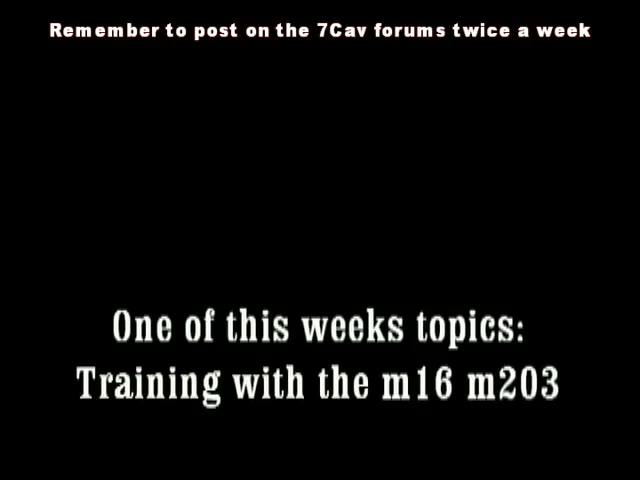 Remember to post on the 7Cav forums twice a week
One of this weeks topics:
Training with the m16 m203